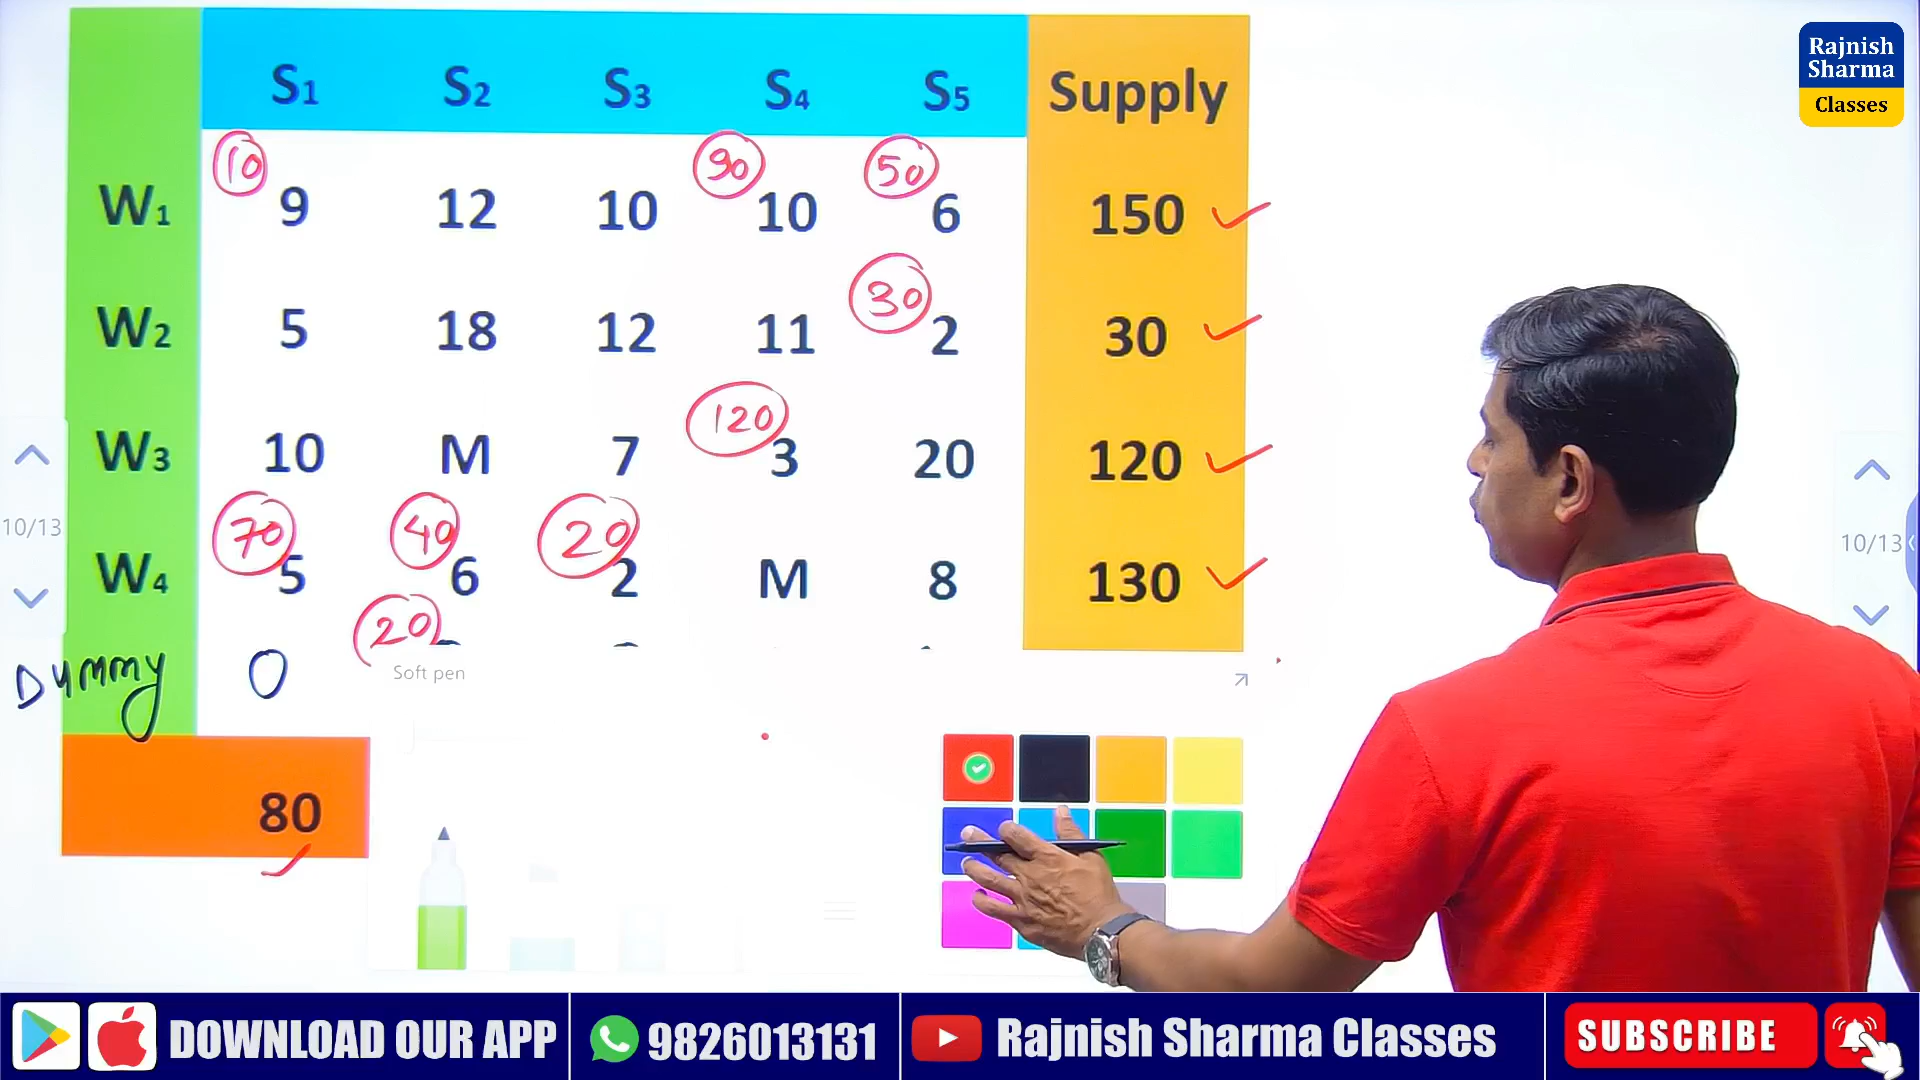 S1 S2 S3 S4 S5 Supply
10 90 50
W1 9 12 10 10 6 150
30
W2 5 18 12 11 2 30
120
W3 10 M 7 3 20 120
70 40 20
W4 5 6 2 M 8 130
20
Dummy 0
80
Soft pen
10/13
10/13
Rajnish
Sharma
Classes
DOWNLOAD OUR APP
9826013131
Rajnish Sharma Classes
SUBSCRIBE